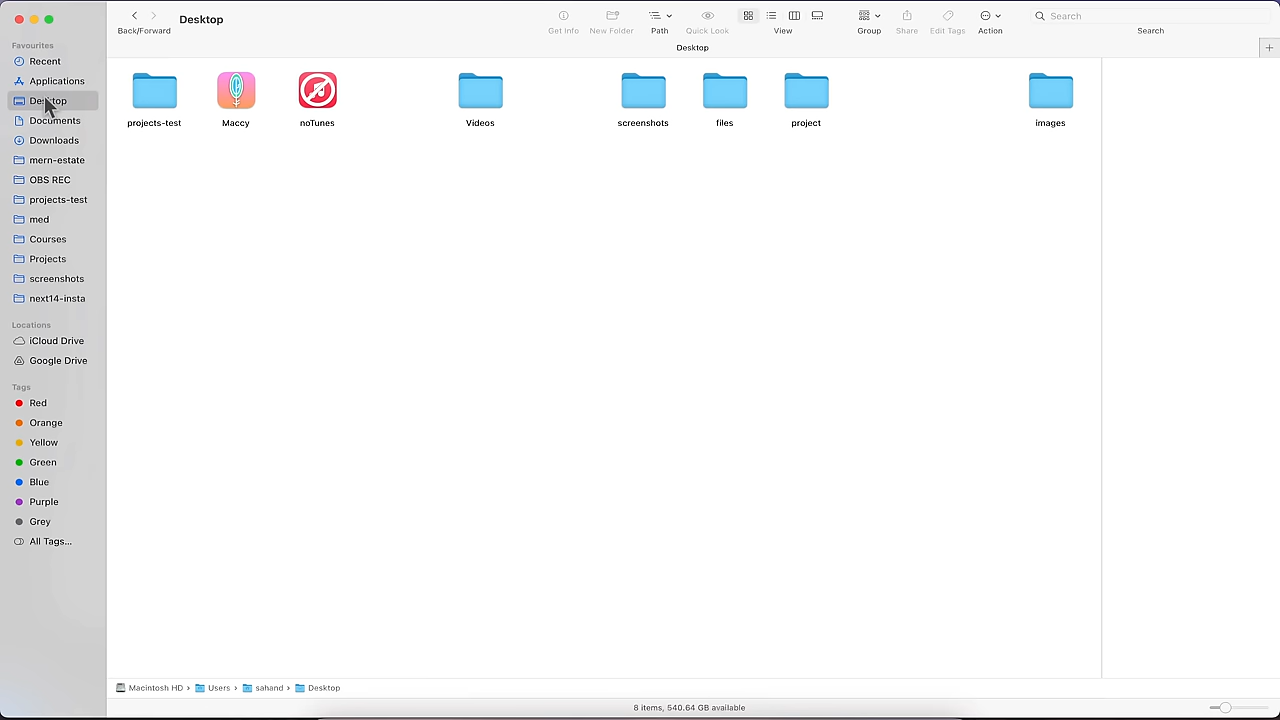 Desktop
Back/Forward
Get Info
New Folder
Path
Quick Look
View
Group
Share
Edit Tags
Action
Search
Search
Desktop
Favourites
Recent
Applications
Desktop
Documents
Downloads
mern-estate
OBS REC
projects-test
med
Courses
Projects
screenshots
next14-insta
Locations
iCloud Drive
Google Drive
Tags
Red
Orange
Yellow
Green
Blue
Purple
Grey
All Tags...
projects-test
Maccy
noTunes
Videos
screenshots
files
project
images
Macintosh HD › Users › sahand › Desktop
8 items, 540.64 GB available